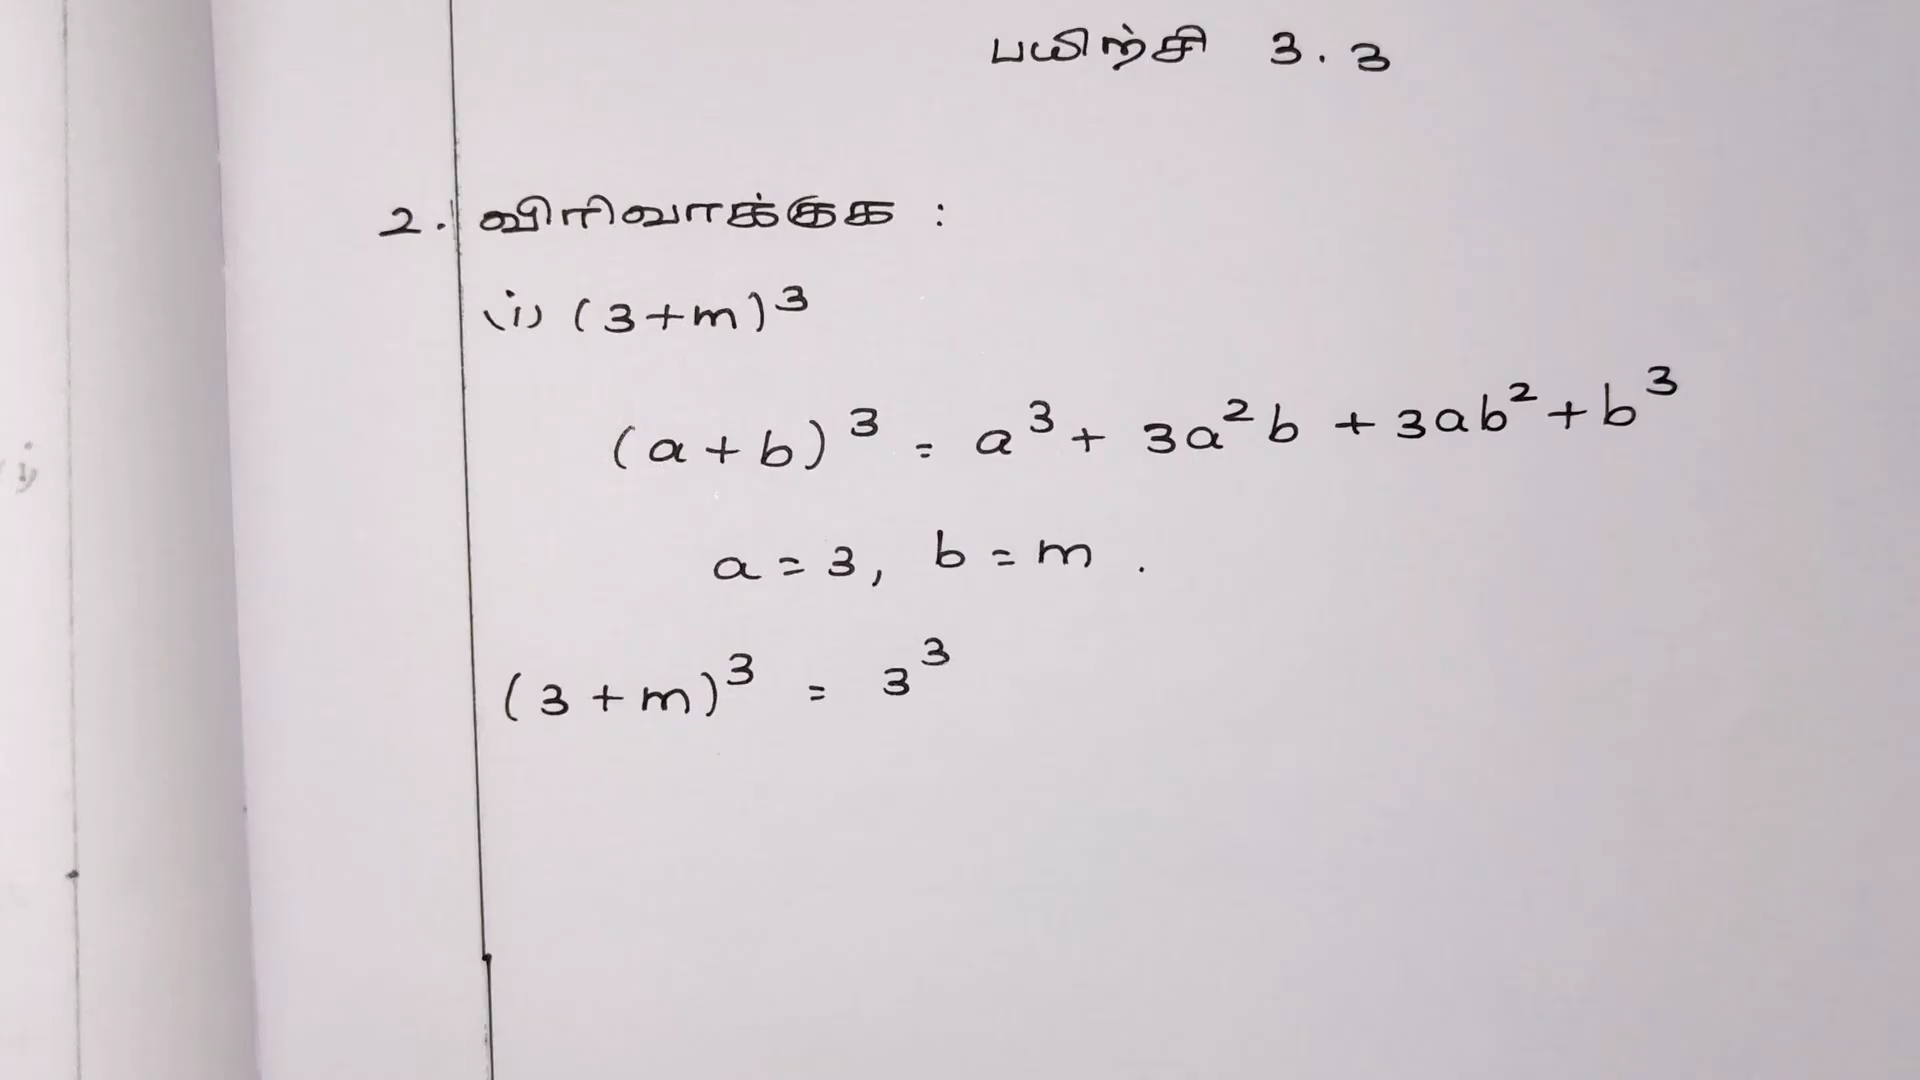 பயிற்சி 3.3
2. விரிவாக்குக :
(i) (3+m)³
(a+b)³ = a³ + 3a²b + 3ab² + b³
a = 3, b = m .
(3+m)³ = 3³